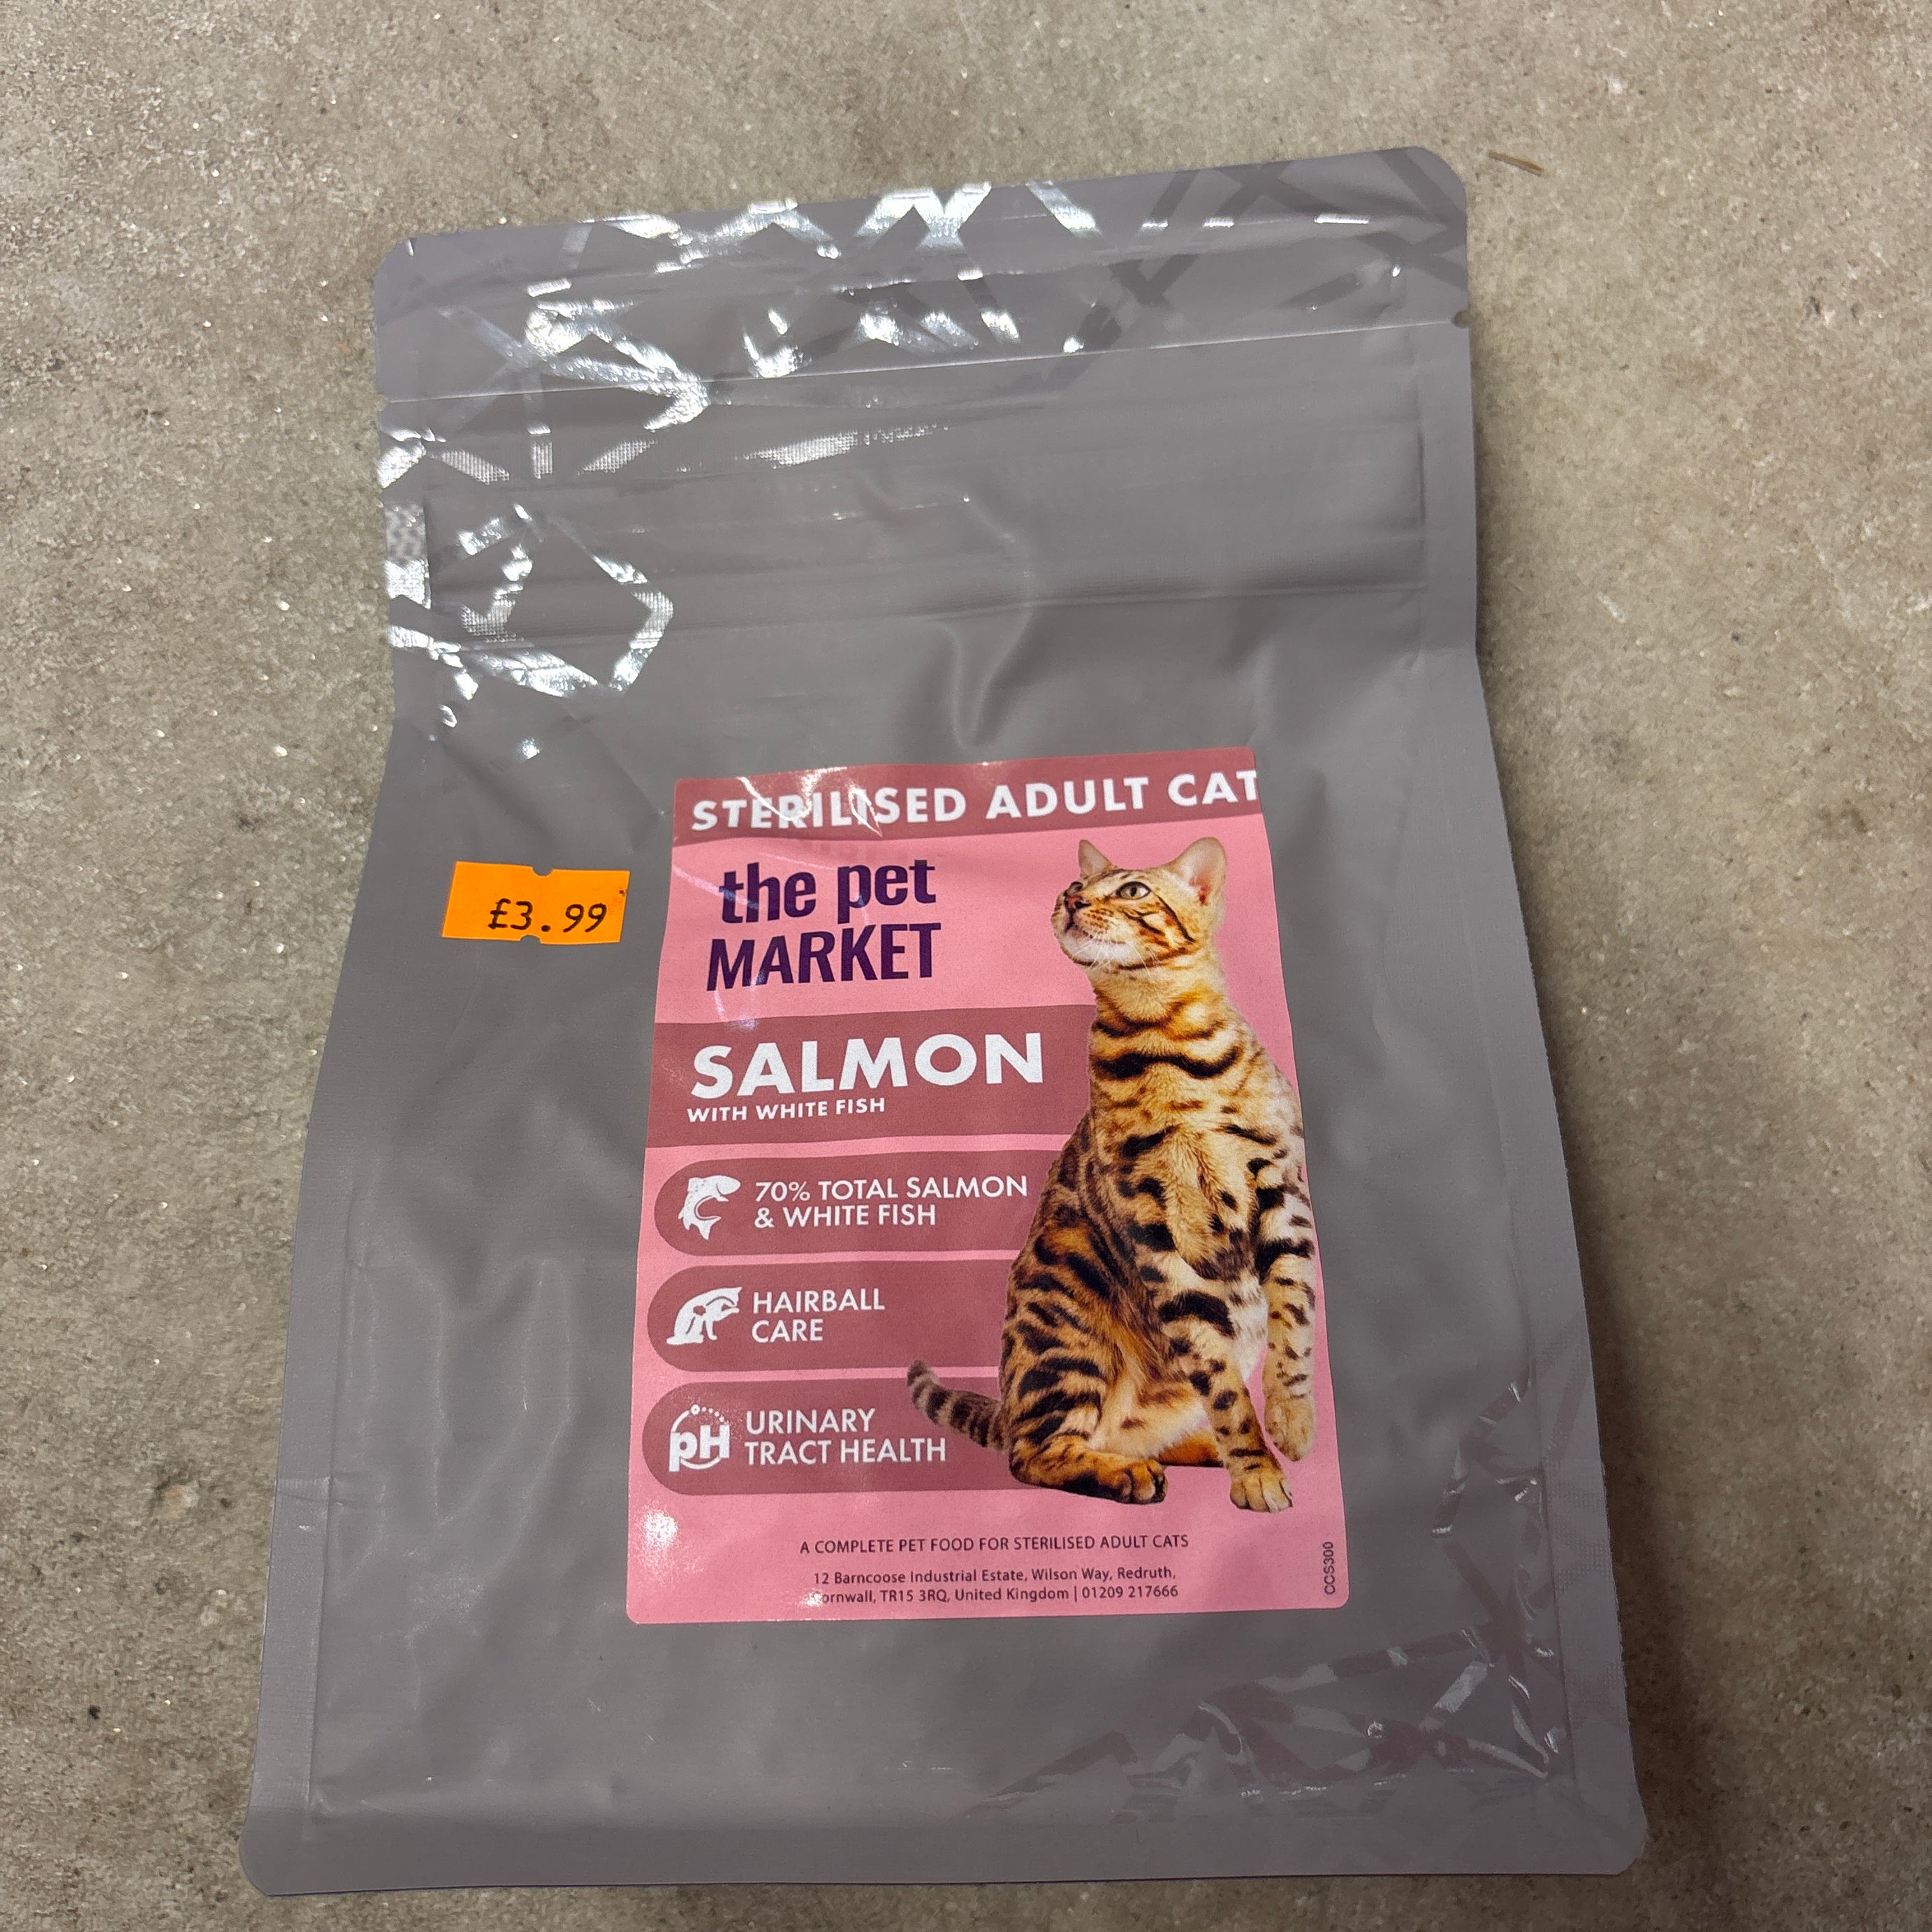 STERILISED ADULT CAT
£3.99
the pet
MARKET
SALMON
WITH WHITE FISH
70% TOTAL SALMON
& WHITE FISH
HAIRBALL
CARE
pH
URINARY
TRACT HEALTH
A COMPLETE PET FOOD FOR STERILISED ADULT CATS
12 Barncoose Industrial Estate, Wilson Way, Redruth,
ornwall, TR15 3RQ, United Kingdom | 01209 217666
CCS300